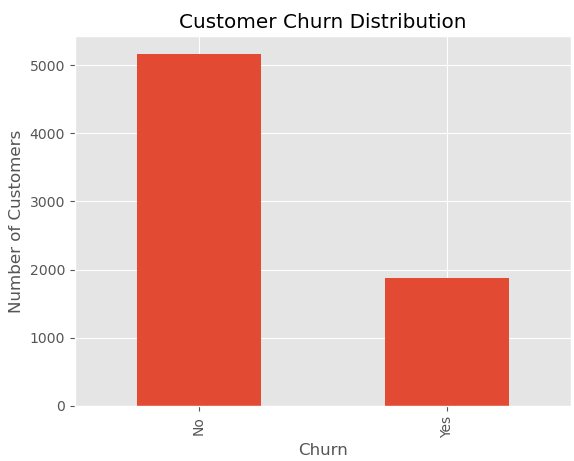 Customer Churn Distribution
Number of Customers
5000
4000
3000
2000
1000
0
No
Yes
Churn